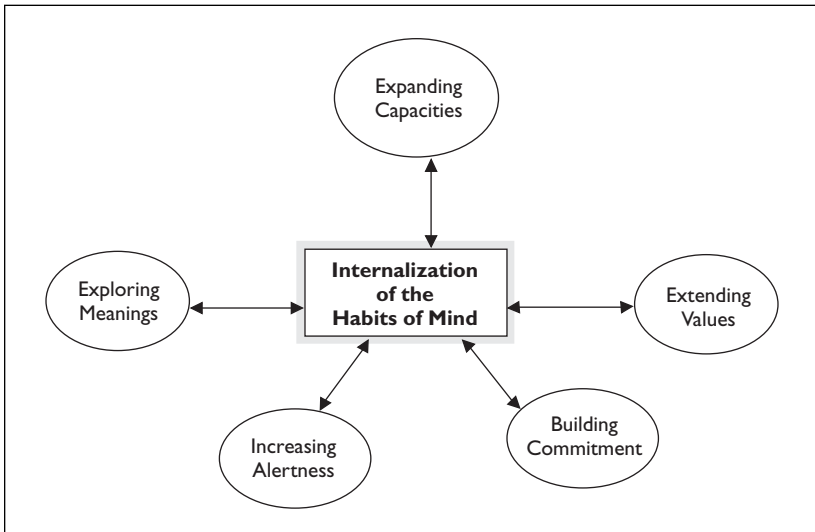 Expanding
Capacities
Exploring
Meanings
Internalization
of the
Habits of Mind
Extending
Values
Increasing
Alertness
Building
Commitment